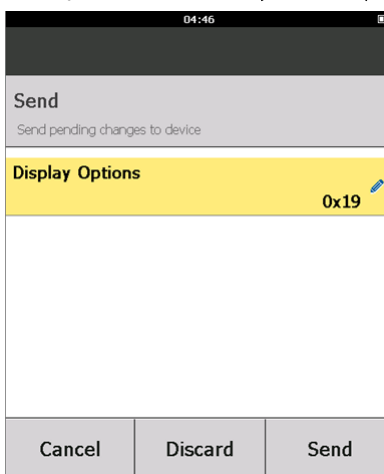 04:46
Send
Send pending changes to device
Display Options
0x19
Cancel
Discard
Send